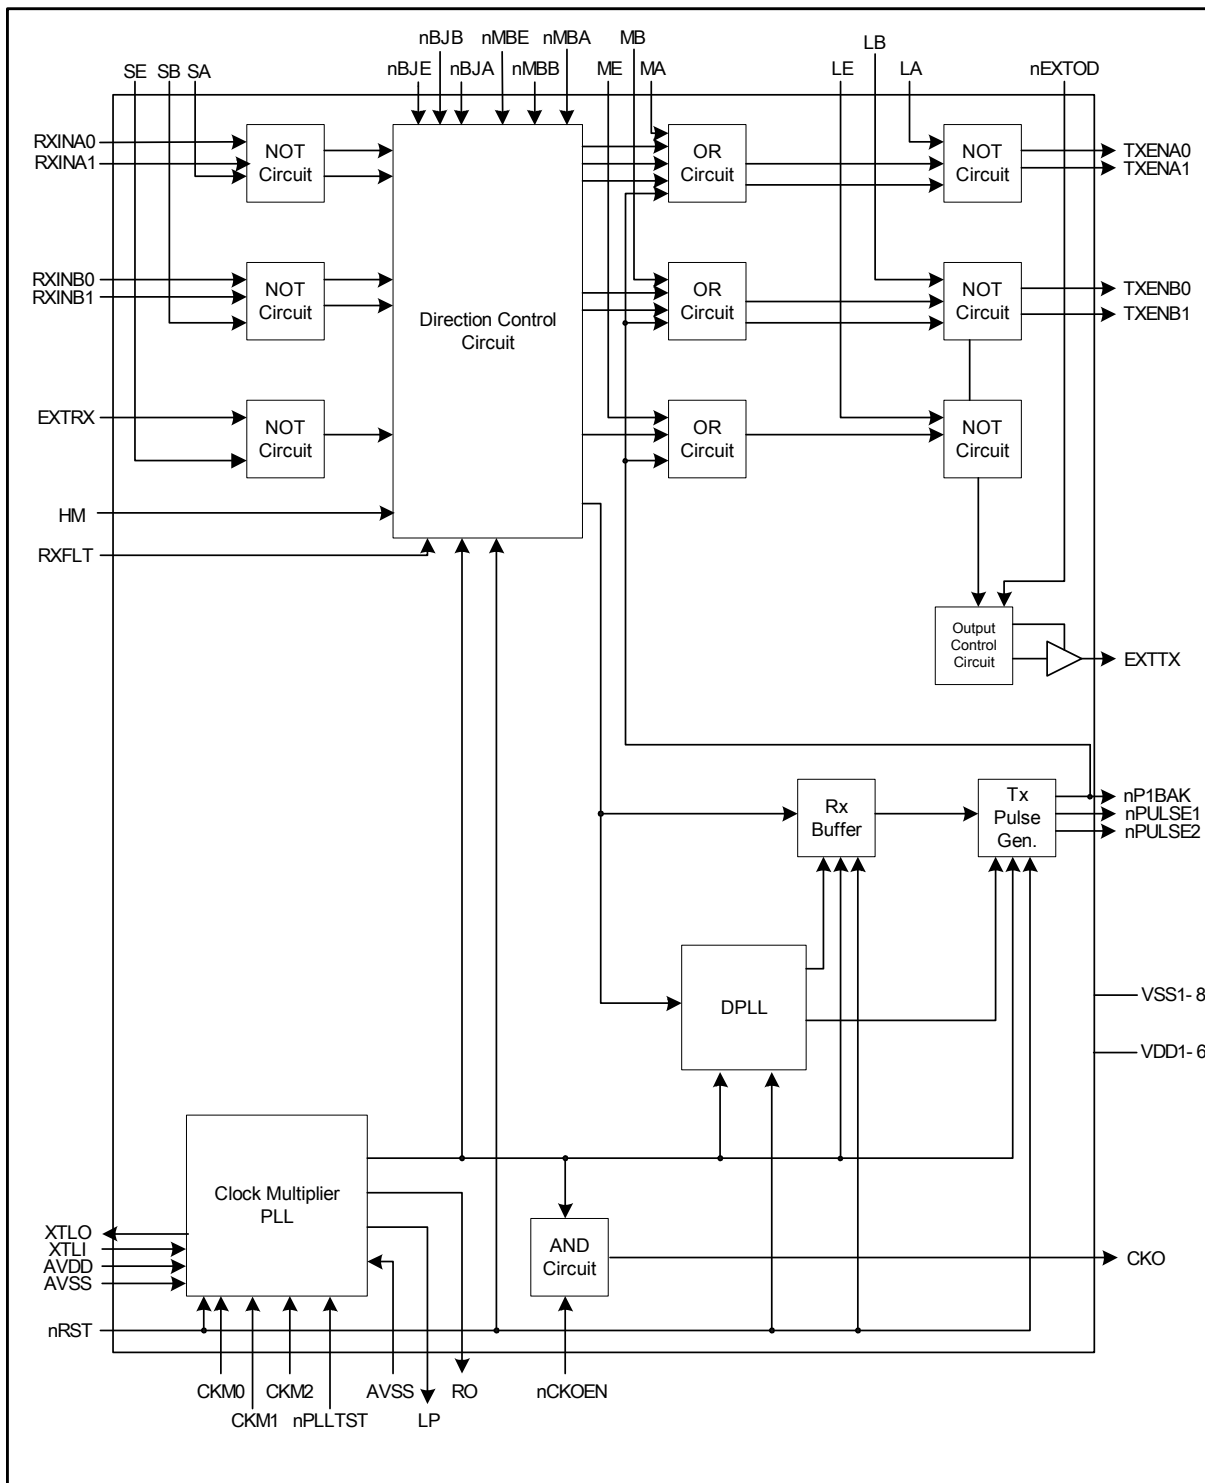 nBJB nMBE nMBA MB LB
SE SB SA nBJE nBJA nMBB ME MA LE LA nEXTOD
RXINA0
RXINA1
NOT
Circuit
OR
Circuit
NOT
Circuit
TXENA0
TXENA1
RXINB0
RXINB1
NOT
Circuit
Direction Control
Circuit
OR
Circuit
NOT
Circuit
TXENB0
TXENB1
EXTRX
NOT
Circuit
OR
Circuit
NOT
Circuit
HM
RXFLT
Output
Control
Circuit
EXTTX
Rx
Buffer
Tx
Pulse
Gen.
nP1BAK
nPULSE1
nPULSE2
DPLL
VSS1-8
VDD1-6
Clock Multiplier
PLL
XTLO
XTLI
AVDD
AVSS
AND
Circuit
CKO
nRST
CKM0 CKM2 AVSS RO nCKOEN
CKM1 nPLLTST LP